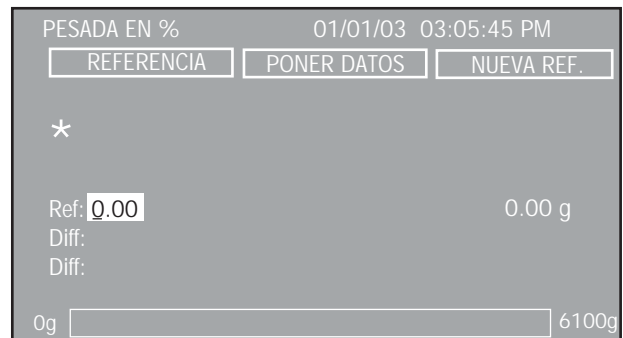 PESADA EN % 01/01/03 03:05:45 PM
REFERENCIA PONER DATOS NUEVA REF.
*
Ref: 0.00 0.00 g
Diff:
Diff:
0g 6100g